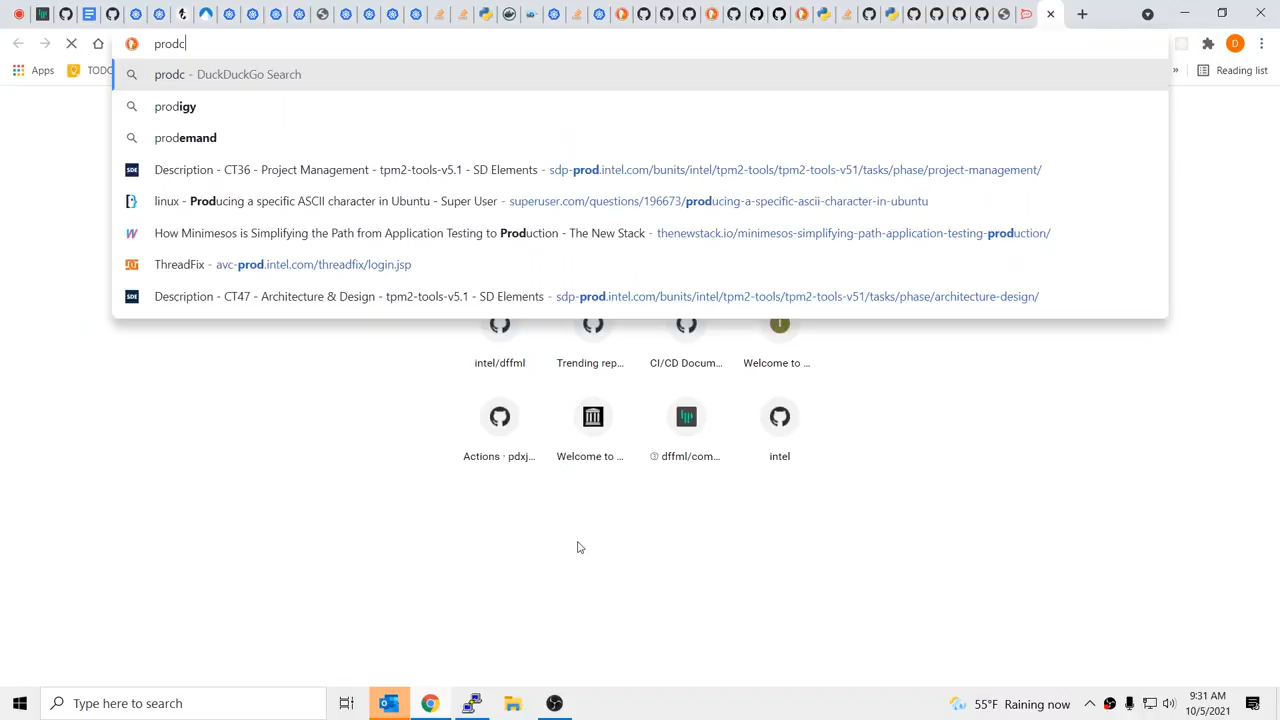 prodc
Apps
TODO
Reading list
prodc - DuckDuckGo Search
prodigy
prodemand
Description - CT36 - Project Management - tpm2-tools-v5.1 - SD Elements - sdp-prod.intel.com/bunits/intel/tpm2-tools/tpm2-tools-v51/tasks/phase/project-management/
linux - Producing a specific ASCII character in Ubuntu - Super User - superuser.com/questions/196673/producing-a-specific-ascii-character-in-ubuntu
How Minimesos is Simplifying the Path from Application Testing to Production - The New Stack - thenewstack.io/minimesos-simplifying-path-application-testing-production/
ThreadFix - avc-prod.intel.com/threadfix/login.jsp
Description - CT47 - Architecture & Design - tpm2-tools-v5.1 - SD Elements - sdp-prod.intel.com/bunits/intel/tpm2-tools/tpm2-tools-v51/tasks/phase/architecture-design/
intel/dffml
Trending rep...
CI/CD Docum...
Welcome to ...
Actions · pdxj...
Welcome to ...
dffml/com...
intel
Type here to search
55°F Raining now
9:31 AM
10/5/2021